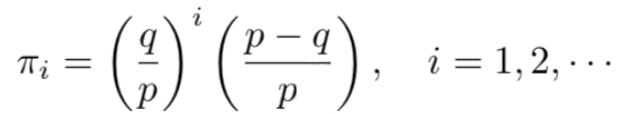 π_i = (q/p)^i ((p − q)/p), i = 1, 2, ⋯